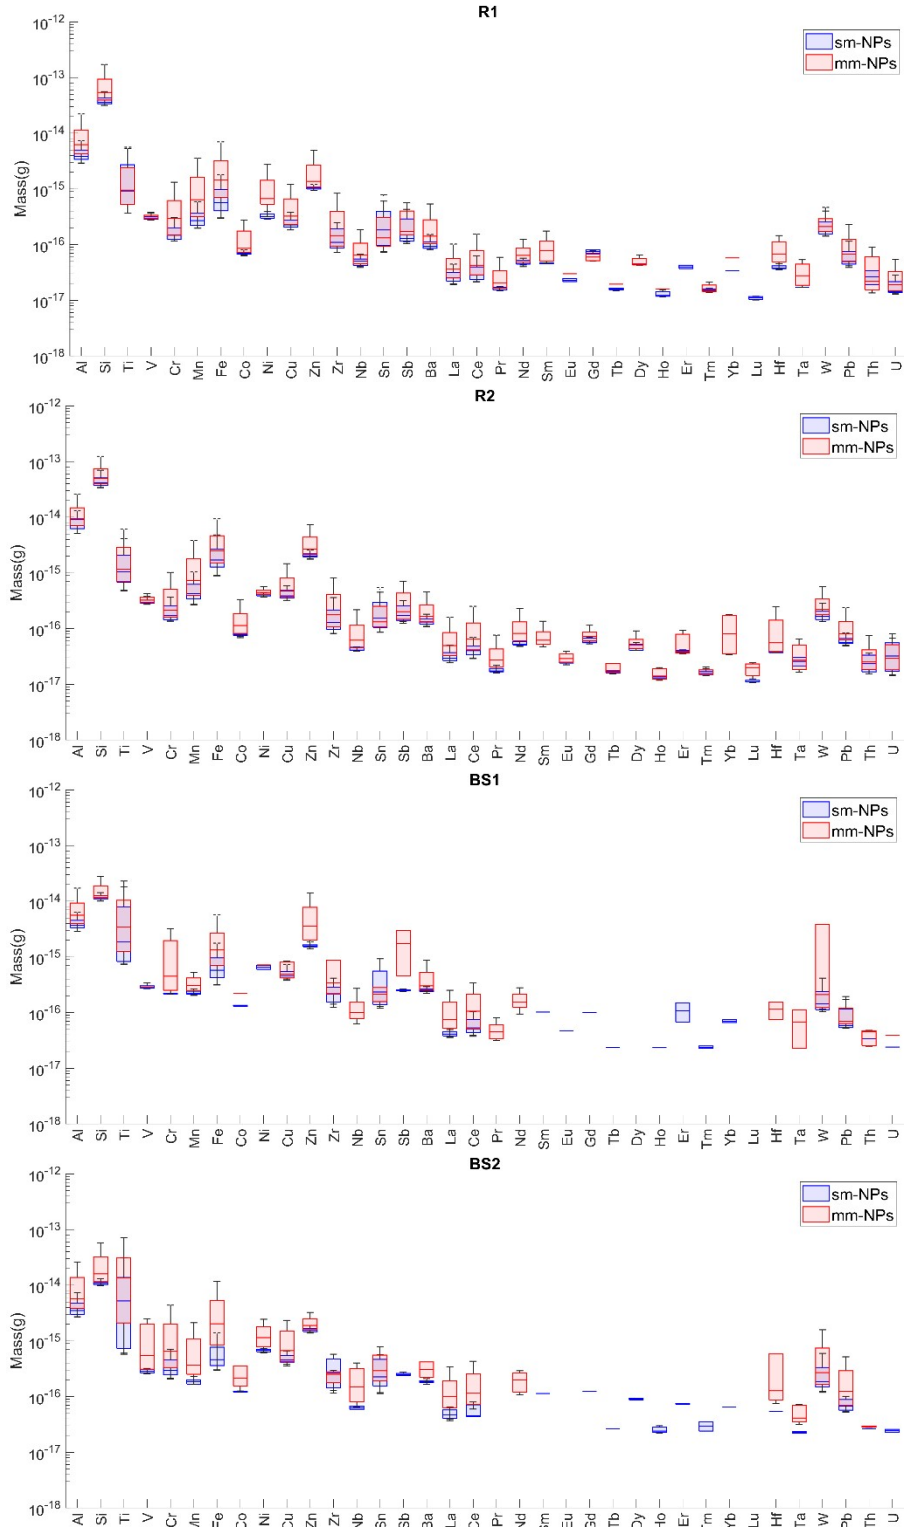 R1
10⁻¹²
10⁻¹³
10⁻¹⁴
10⁻¹⁵
10⁻¹⁶
10⁻¹⁷
10⁻¹⁸
Mass(g)
sm-NPs
mm-NPs
Al Si Ti V Cr Mn Fe Co Ni Cu Zn Zr Nb Sn Sb Ba La Ce Pr Nd Sm Eu Gd Tb Dy Ho Er Tm Yb Lu Hf Ta W Pb Th U
R2
10⁻¹²
10⁻¹³
10⁻¹⁴
10⁻¹⁵
10⁻¹⁶
10⁻¹⁷
10⁻¹⁸
Mass(g)
sm-NPs
mm-NPs
Al Si Ti V Cr Mn Fe Co Ni Cu Zn Zr Nb Sn Sb Ba La Ce Pr Nd Sm Eu Gd Tb Dy Ho Er Tm Yb Lu Hf Ta W Pb Th U
BS1
10⁻¹²
10⁻¹³
10⁻¹⁴
10⁻¹⁵
10⁻¹⁶
10⁻¹⁷
10⁻¹⁸
Mass(g)
sm-NPs
mm-NPs
Al Si Ti V Cr Mn Fe Co Ni Cu Zn Zr Nb Sn Sb Ba La Ce Pr Nd Sm Eu Gd Tb Dy Ho Er Tm Yb Lu Hf Ta W Pb Th U
BS2
10⁻¹²
10⁻¹³
10⁻¹⁴
10⁻¹⁵
10⁻¹⁶
10⁻¹⁷
10⁻¹⁸
Mass(g)
sm-NPs
mm-NPs
Al Si Ti V Cr Mn Fe Co Ni Cu Zn Zr Nb Sn Sb Ba La Ce Pr Nd Sm Eu Gd Tb Dy Ho Er Tm Yb Lu Hf Ta W Pb Th U